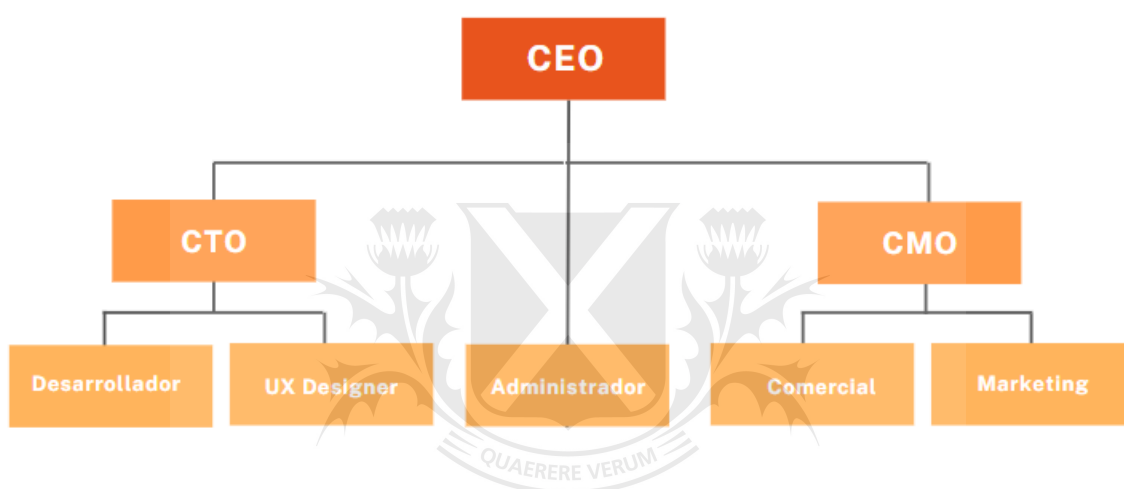 CEO
CTO
CMO
Desarrollador
UX Designer
Administrador
Comercial
Marketing
QUAERERE VERUM